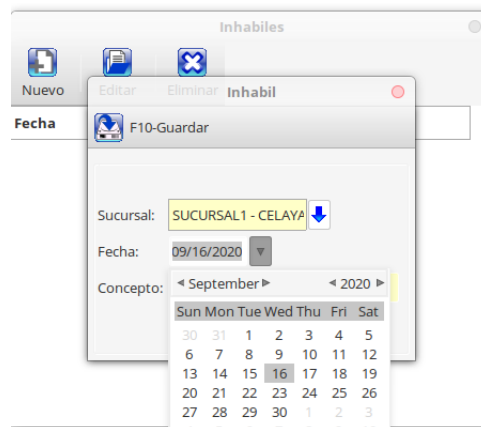 Inhabiles
Nuevo Editar Eliminar
Inhabil
Fecha
F10-Guardar
Sucursal: SUCURSAL1 - CELAYA
Fecha: 09/16/2020
Concepto:
September 2020
Sun Mon Tue Wed Thu Fri Sat
30 31 1 2 3 4 5
6 7 8 9 10 11 12
13 14 15 16 17 18 19
20 21 22 23 24 25 26
27 28 29 30 1 2 3